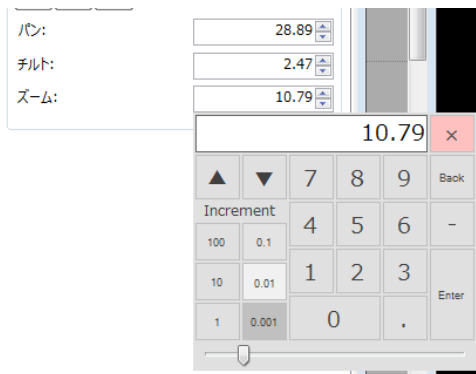 パン: 28.89
チルト: 2.47
ズーム: 10.79
10.79 ×
▲ ▼ 7 8 9 Back
Increment
100 0.1 4 5 6 -
10 0.01 1 2 3
Enter
1 0.001 0 .